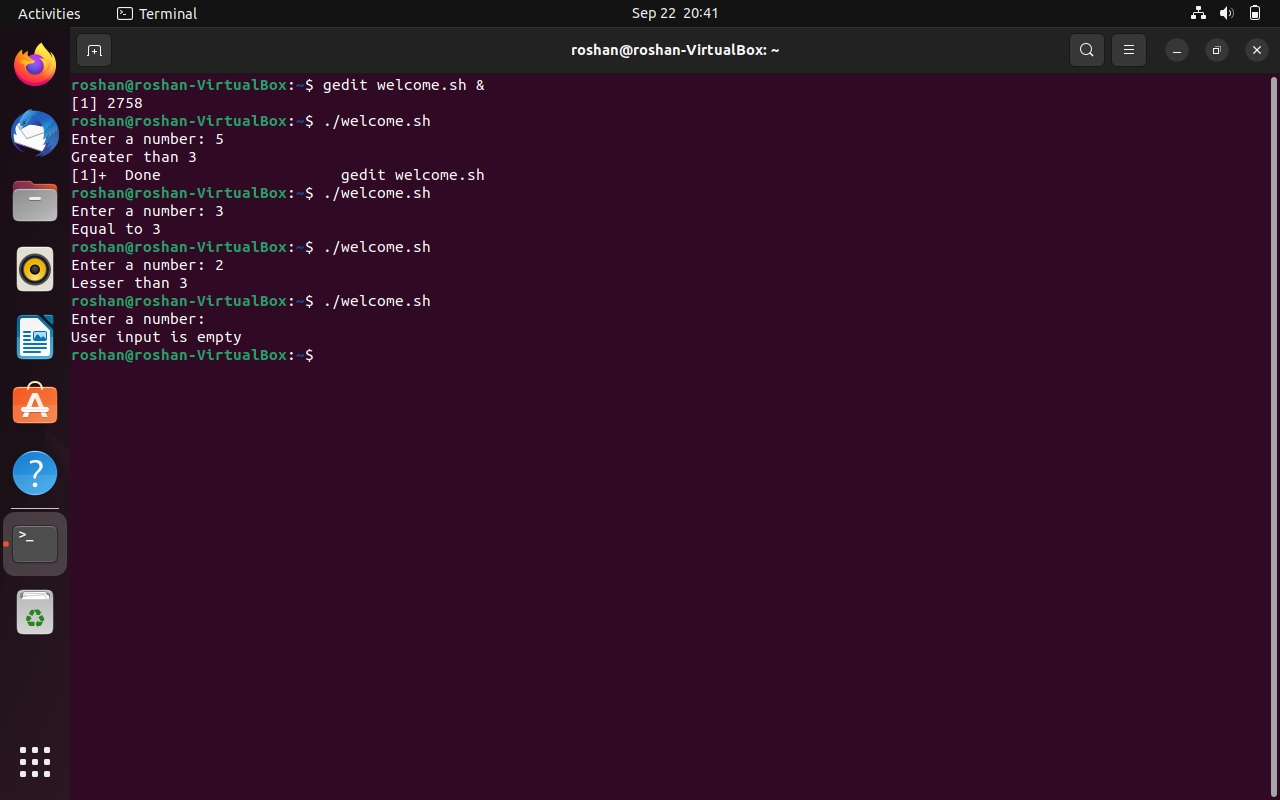 Activities Terminal Sep 22 20:41
roshan@roshan-VirtualBox: ~
roshan@roshan-VirtualBox:~$ gedit welcome.sh &
[1] 2758
roshan@roshan-VirtualBox:~$ ./welcome.sh
Enter a number: 5
Greater than 3
[1]+  Done                    gedit welcome.sh
roshan@roshan-VirtualBox:~$ ./welcome.sh
Enter a number: 3
Equal to 3
roshan@roshan-VirtualBox:~$ ./welcome.sh
Enter a number: 2
Lesser than 3
roshan@roshan-VirtualBox:~$ ./welcome.sh
Enter a number:
User input is empty
roshan@roshan-VirtualBox:~$